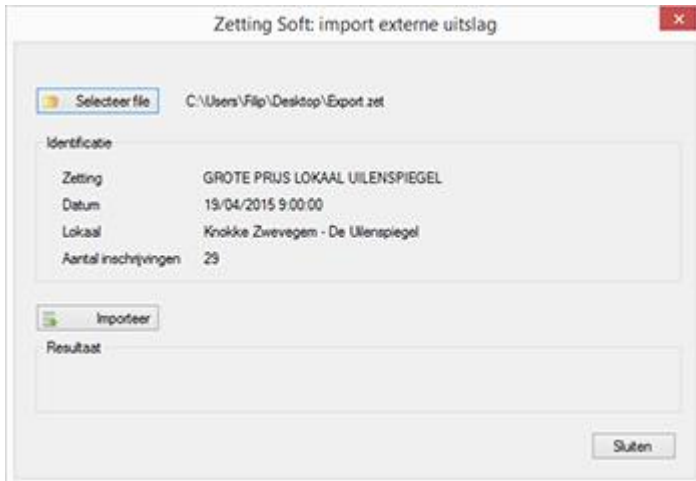 Zetting Soft: import externe uitslag
Selecteer file C:\Users\Filip\Desktop\Export.zet
Identificatie
Zetting GROTE PRIJS LOKAAL UILENSPIEGEL
Datum 19/04/2015 9:00:00
Lokaal Knokke Zwevegem - De Uilenspiegel
Aantal inschrijvingen 29
Importeer
Resultaat
Sluiten